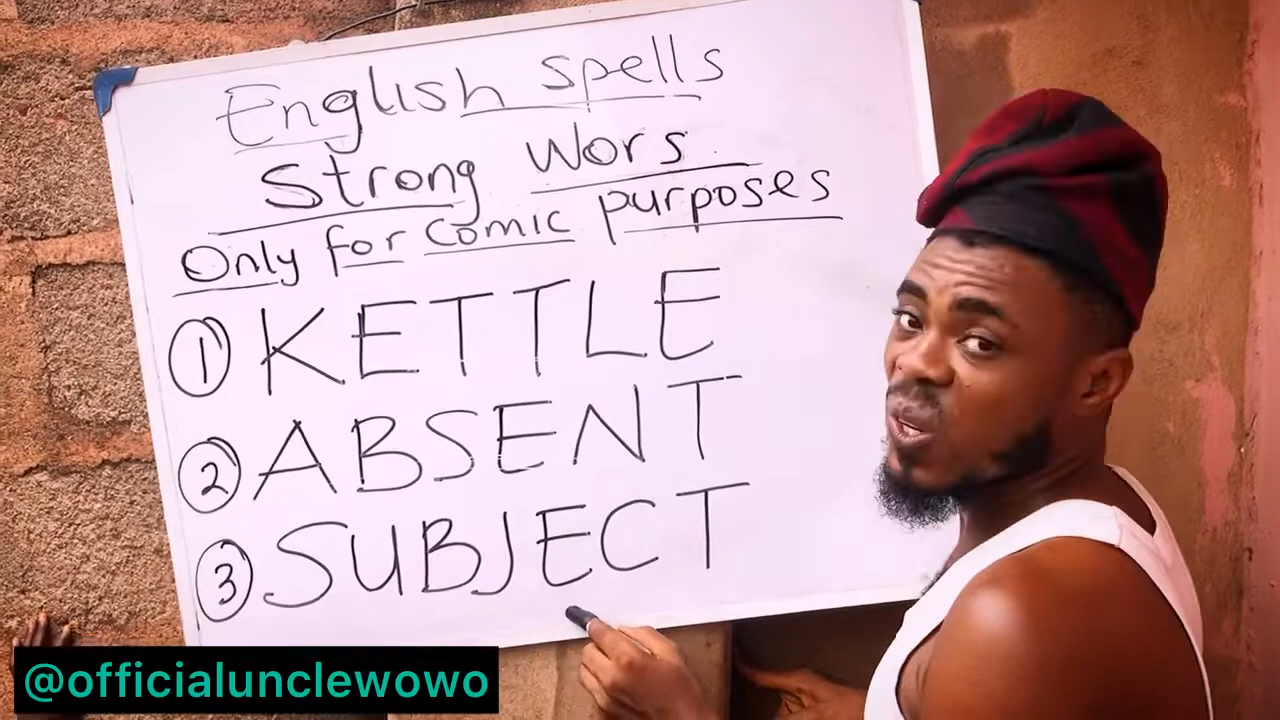 English spells
Strong Wors
Only for Comic purposes
1 KETTLE
2 ABSENT
3 SUBJECT
@officialunclewowo